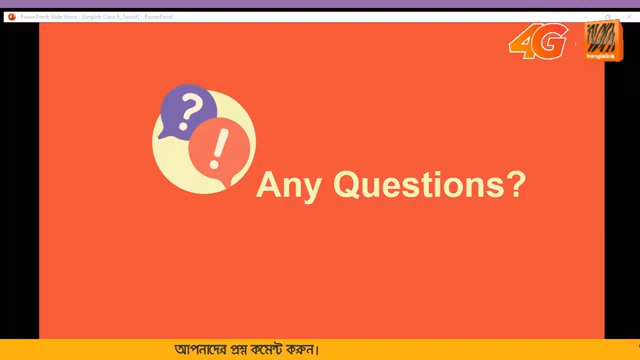 PowerPoint Slide Show - [English Class 9_Tausif] - PowerPoint
4G
banglalink
?
!
Any Questions?
আপনাদের প্রশ্ন কমেন্ট করুন।